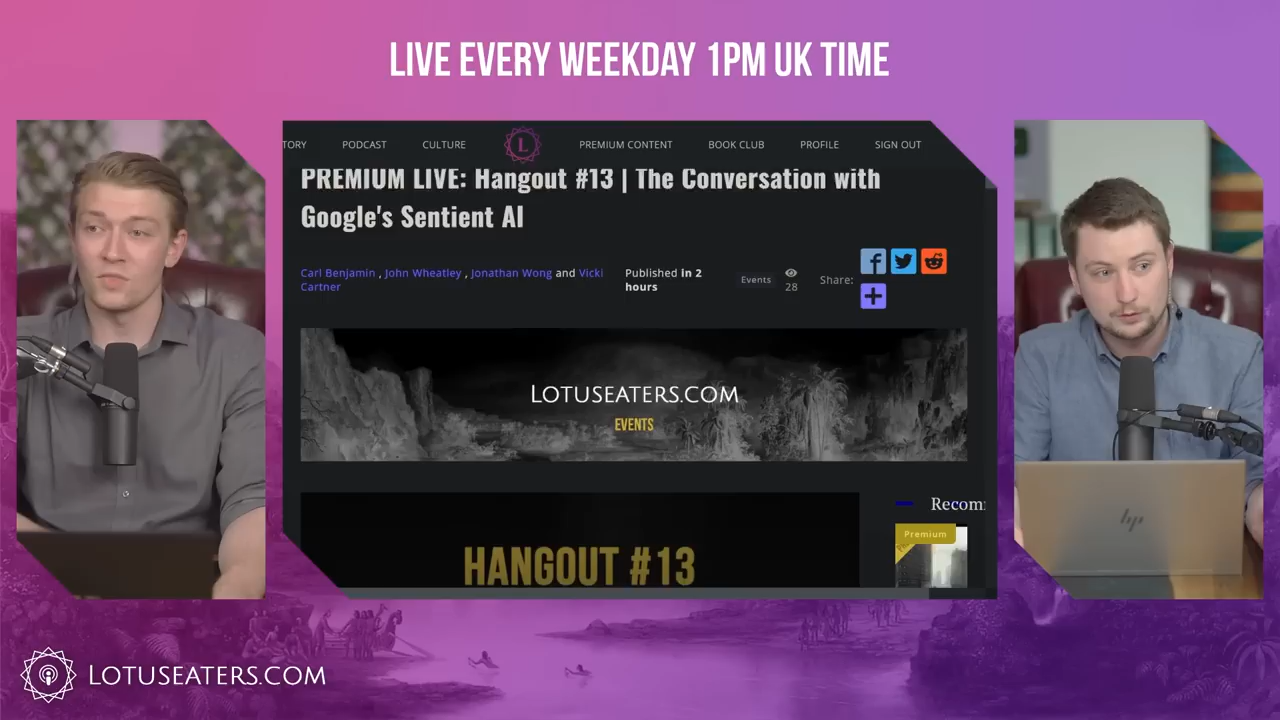 LIVE EVERY WEEKDAY 1PM UK TIME
TORY PODCAST CULTURE L PREMIUM CONTENT BOOK CLUB PROFILE SIGN OUT
PREMIUM LIVE: Hangout #13 | The Conversation with
Google's Sentient AI
Carl Benjamin , John Wheatley , Jonathan Wong and Vicki
Cartner
Published in 2
hours
Events
28
Share:
LOTUSEATERS.COM
EVENTS
HANGOUT #13
Recom
Premium
hp
LOTUSEATERS.COM